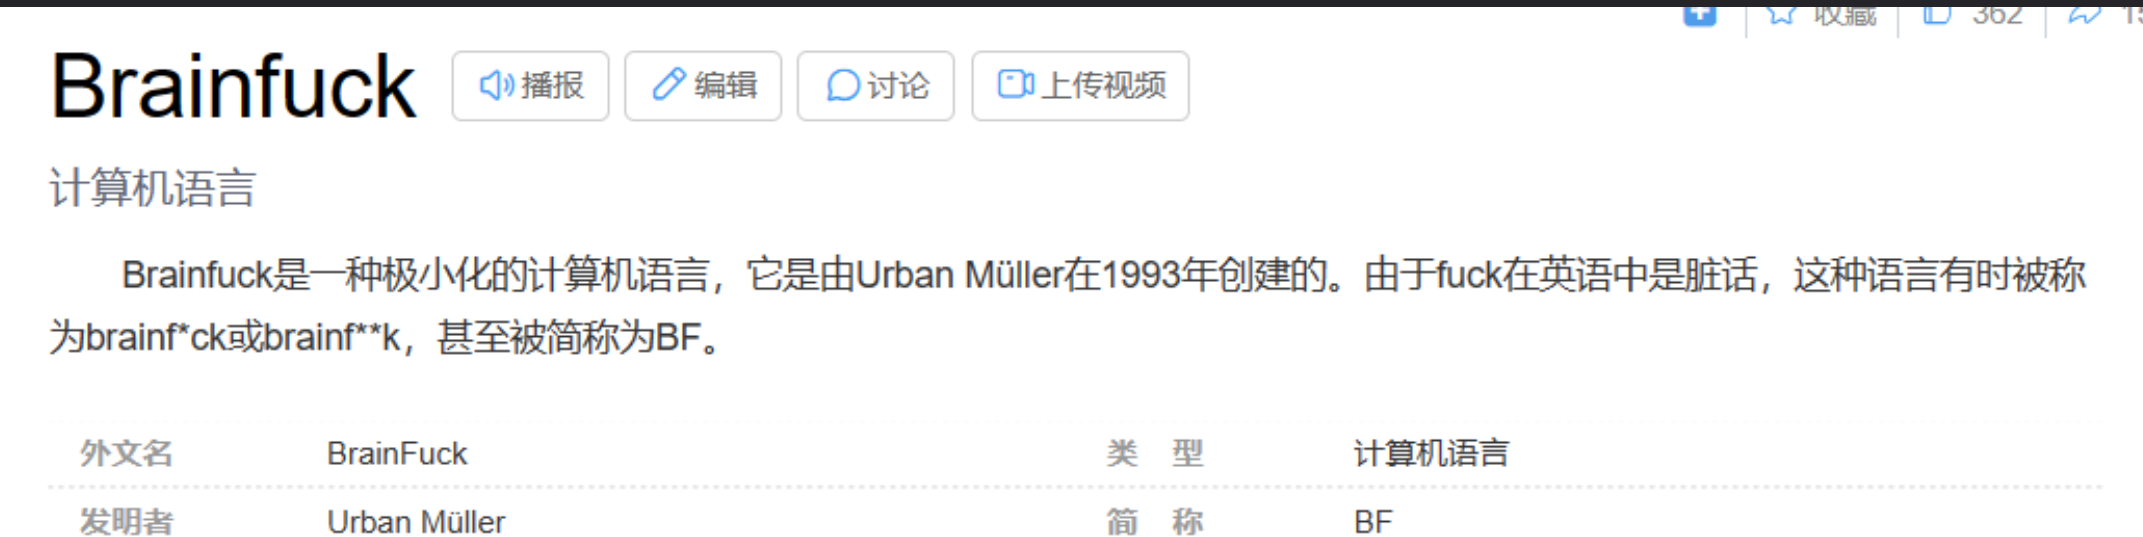 收藏 362
Brainfuck 播报 编辑 讨论 上传视频
计算机语言
Brainfuck是一种极小化的计算机语言，它是由Urban Müller在1993年创建的。由于fuck在英语中是脏话，这种语言有时被称
为brainf*ck或brainf**k，甚至被简称为BF。
外文名 BrainFuck 类 型 计算机语言
发明者 Urban Müller 简 称 BF